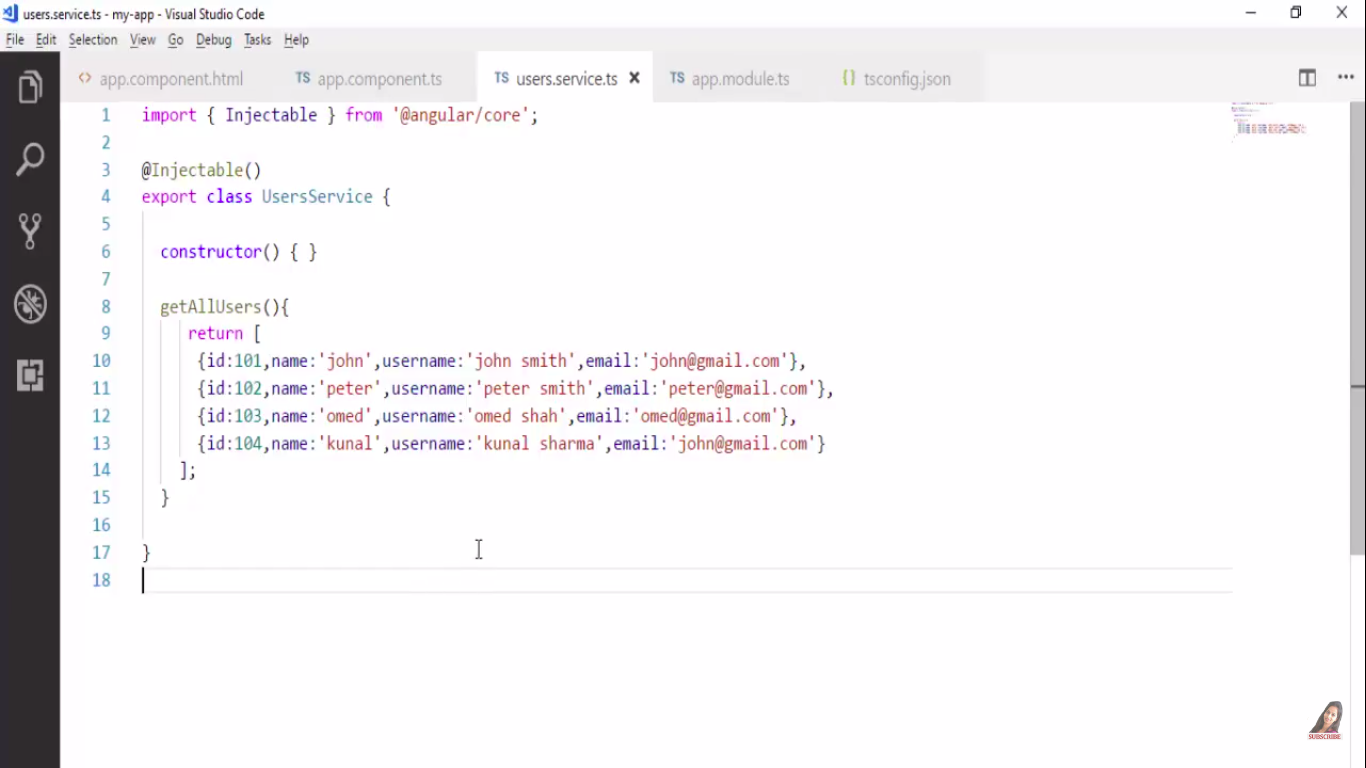 users.service.ts - my-app - Visual Studio Code
File Edit Selection View Go Debug Tasks Help
<> app.component.html TS app.component.ts TS users.service.ts × TS app.module.ts {} tsconfig.json
1 import { Injectable } from '@angular/core';
2
3 @Injectable()
4 export class UsersService {
5
6 constructor() { }
7
8 getAllUsers(){
9 return [
10 {id:101,name:'john',username:'john smith',email:'john@gmail.com'},
11 {id:102,name:'peter',username:'peter smith',email:'peter@gmail.com'},
12 {id:103,name:'omed',username:'omed shah',email:'omed@gmail.com'},
13 {id:104,name:'kunal',username:'kunal sharma',email:'john@gmail.com'}
14 ];
15 }
16
17 }
18
SUBSCRIBE